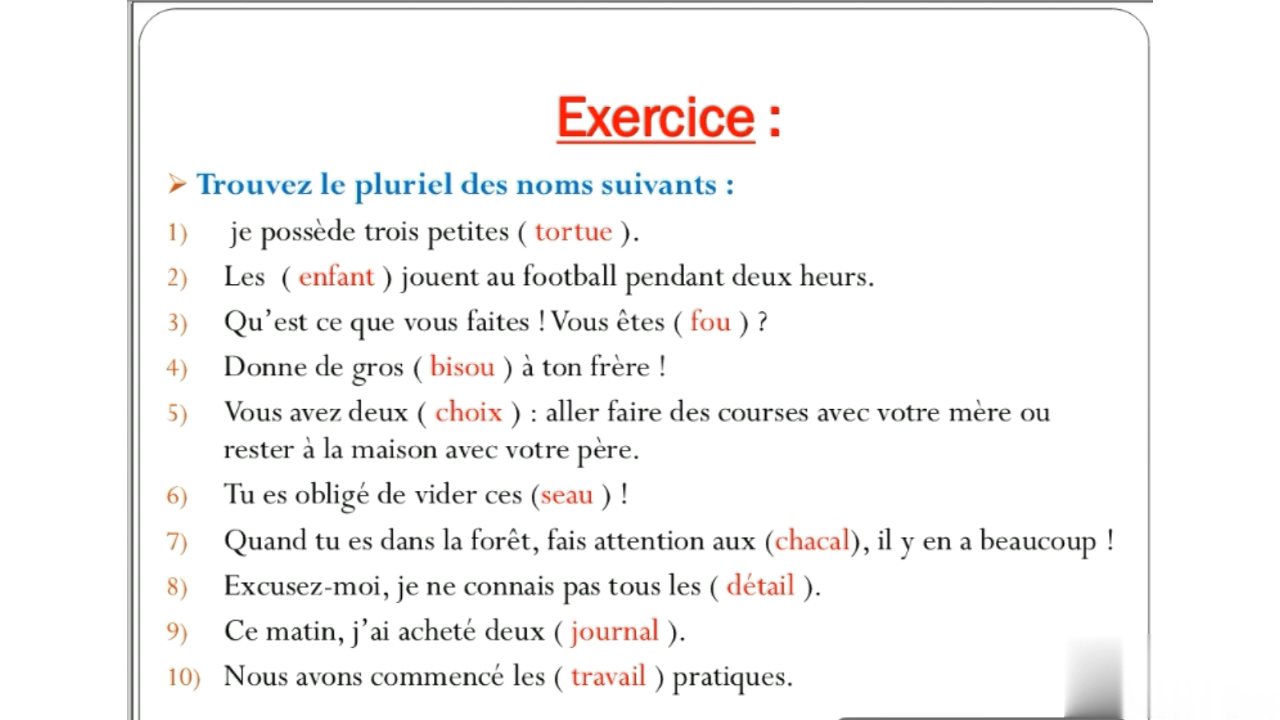 Exercice :
➢ Trouvez le pluriel des noms suivants :
1) je possède trois petites ( tortue ).
2) Les ( enfant ) jouent au football pendant deux heurs.
3) Qu’est ce que vous faites ! Vous êtes ( fou ) ?
4) Donne de gros ( bisou ) à ton frère !
5) Vous avez deux ( choix ) : aller faire des courses avec votre mère ou
rester à la maison avec votre père.
6) Tu es obligé de vider ces (seau ) !
7) Quand tu es dans la forêt, fais attention aux (chacal), il y en a beaucoup !
8) Excusez-moi, je ne connais pas tous les ( détail ).
9) Ce matin, j’ai acheté deux ( journal ).
10) Nous avons commencé les ( travail ) pratiques.